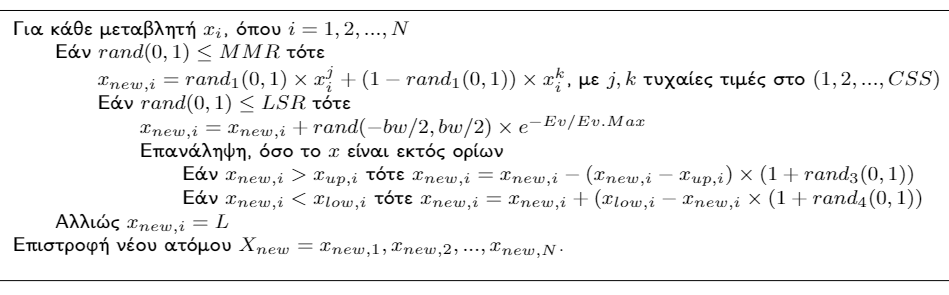 Για κάθε μεταβλητή $x_i$, όπου $i = 1, 2, ..., N$
Εάν $rand(0, 1) \leq MMR$ τότε
$x_{new,i} = rand_1(0, 1) \times x_i^j + (1 - rand_1(0, 1)) \times x_i^k$, με $j, k$ τυχαίες τιμές στο $(1, 2, ..., CSS)$
Εάν $rand(0, 1) \leq LSR$ τότε
$x_{new,i} = x_{new,i} + rand(-bw/2, bw/2) \times e^{-Ev/Ev.Max}$
Επανάληψη, όσο το $x$ είναι εκτός ορίων
Εάν $x_{new,i} > x_{up,i}$ τότε $x_{new,i} = x_{new,i} - (x_{new,i} - x_{up,i}) \times (1 + rand_3(0, 1))$
Εάν $x_{new,i} < x_{low,i}$ τότε $x_{new,i} = x_{new,i} + (x_{low,i} - x_{new,i} \times (1 + rand_4(0, 1))$
Αλλιώς $x_{new,i} = L$
Επιστροφή νέου ατόμου $X_{new} = x_{new,1}, x_{new,2}, ..., x_{new,N}$.